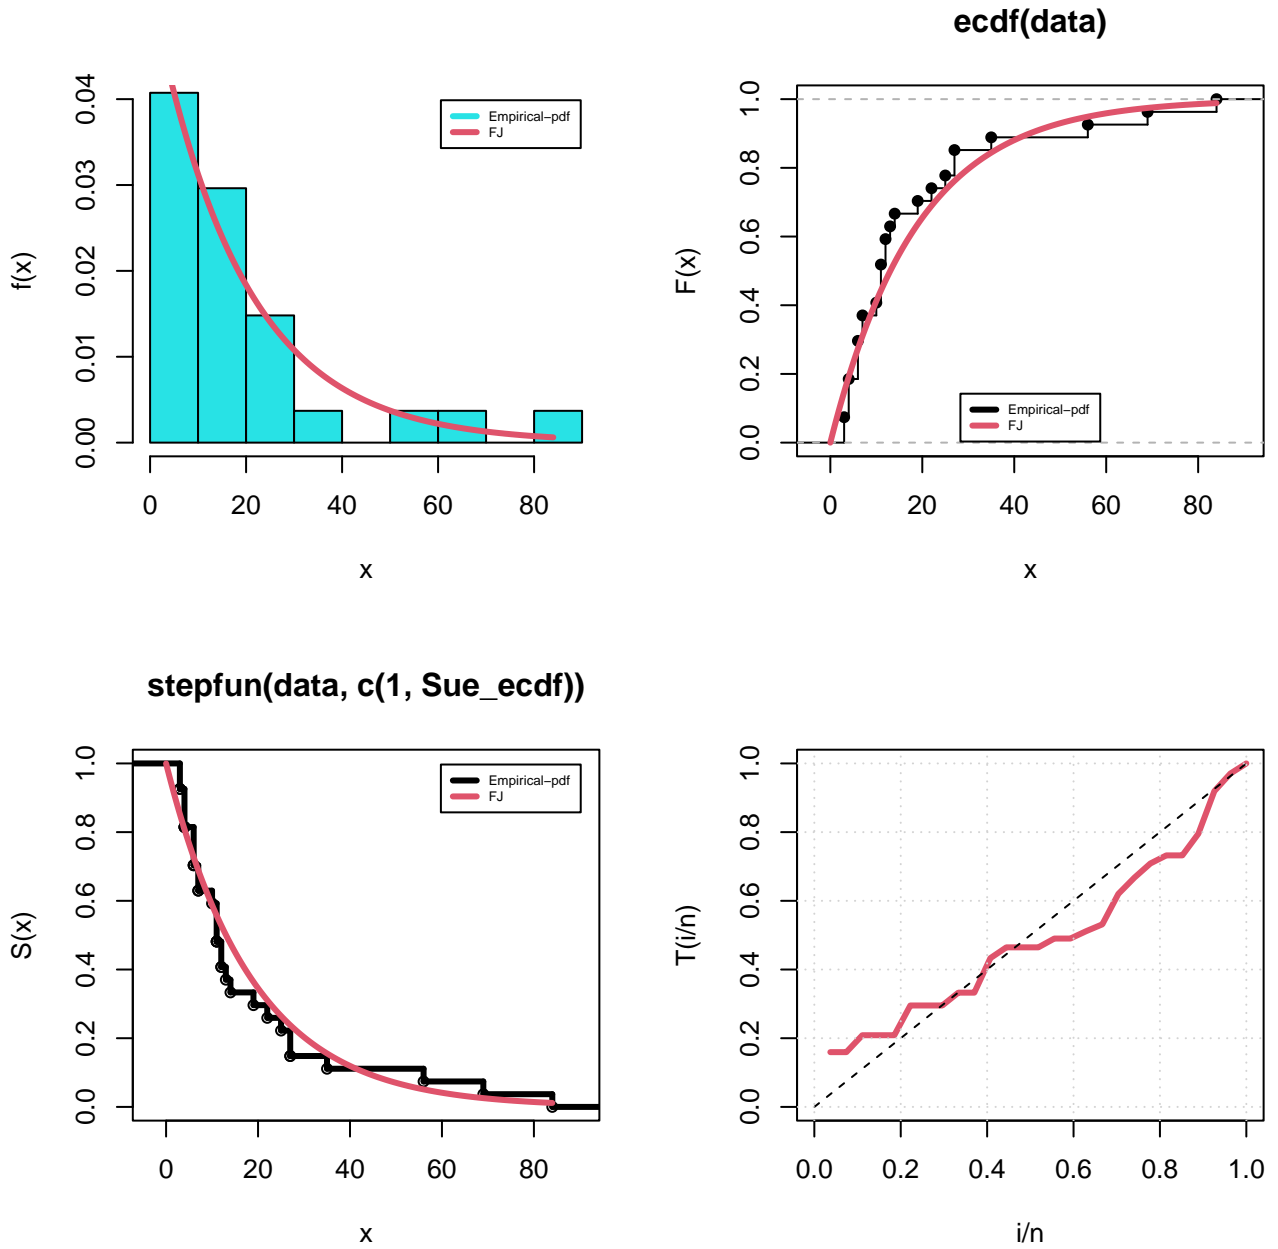 f(x)
0.04
0.03
0.02
0.01
0.00
Empirical-pdf
FJ
0 20 40 60 80
x
ecdf(data)
F(x)
1.0
0.8
0.6
0.4
0.2
0.0
Empirical-pdf
FJ
0 20 40 60 80
x
stepfun(data, c(1, Sue_ecdf))
S(x)
1.0
0.8
0.6
0.4
0.2
0.0
Empirical-pdf
FJ
0 20 40 60 80
x
T(i/n)
1.0
0.8
0.6
0.4
0.2
0.0
0.0 0.2 0.4 0.6 0.8 1.0
i/n